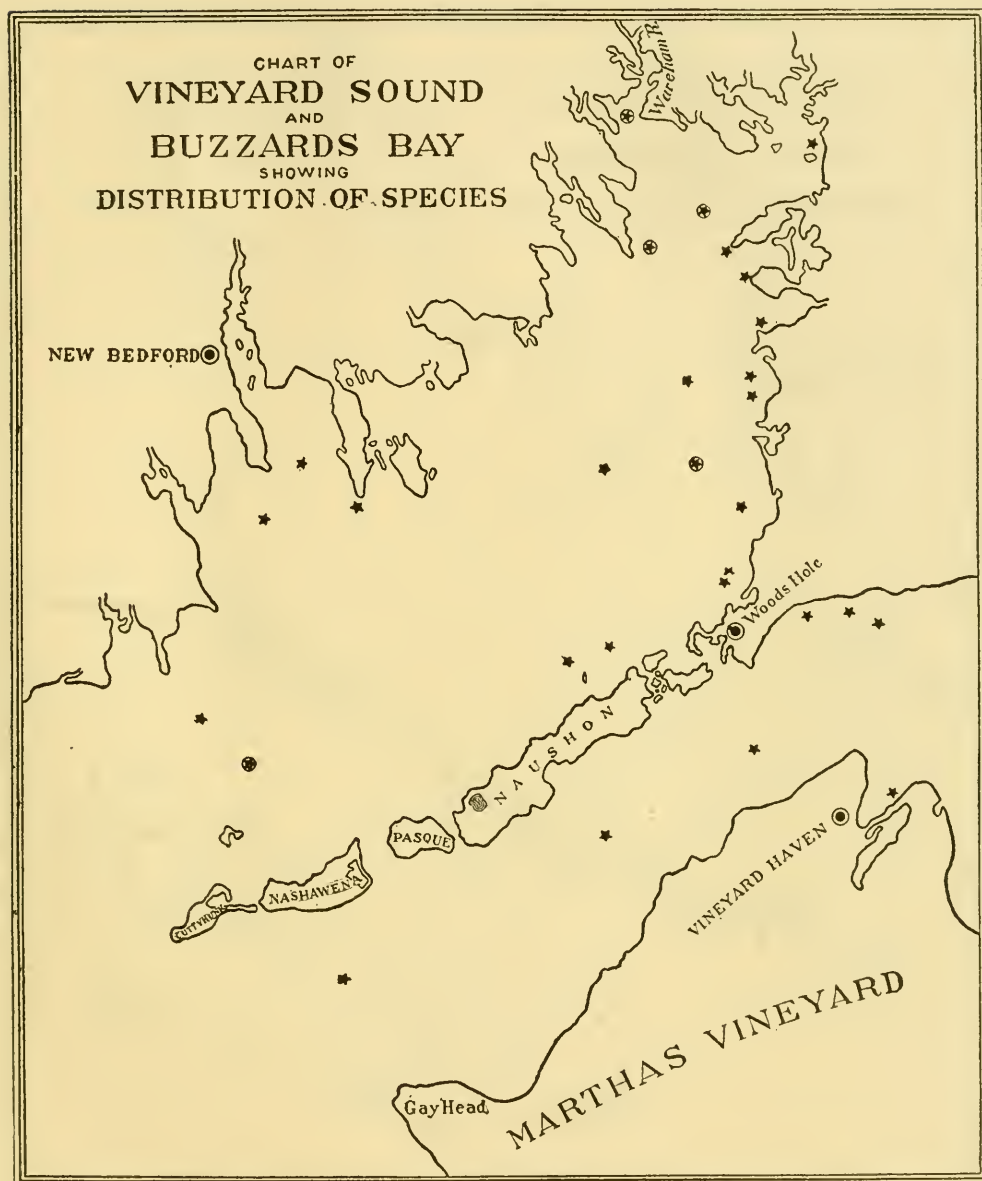 CHART OF
VINEYARD SOUND
AND
BUZZARDS BAY
SHOWING
DISTRIBUTION OF SPECIES
Wareham R.
NEW BEDFORD
Woods Hole
NAUSHON
PASQUE
NASHAWENA
CUTTYHUNK
VINEYARD HAVEN
MARTHAS VINEYARD
Gay Head